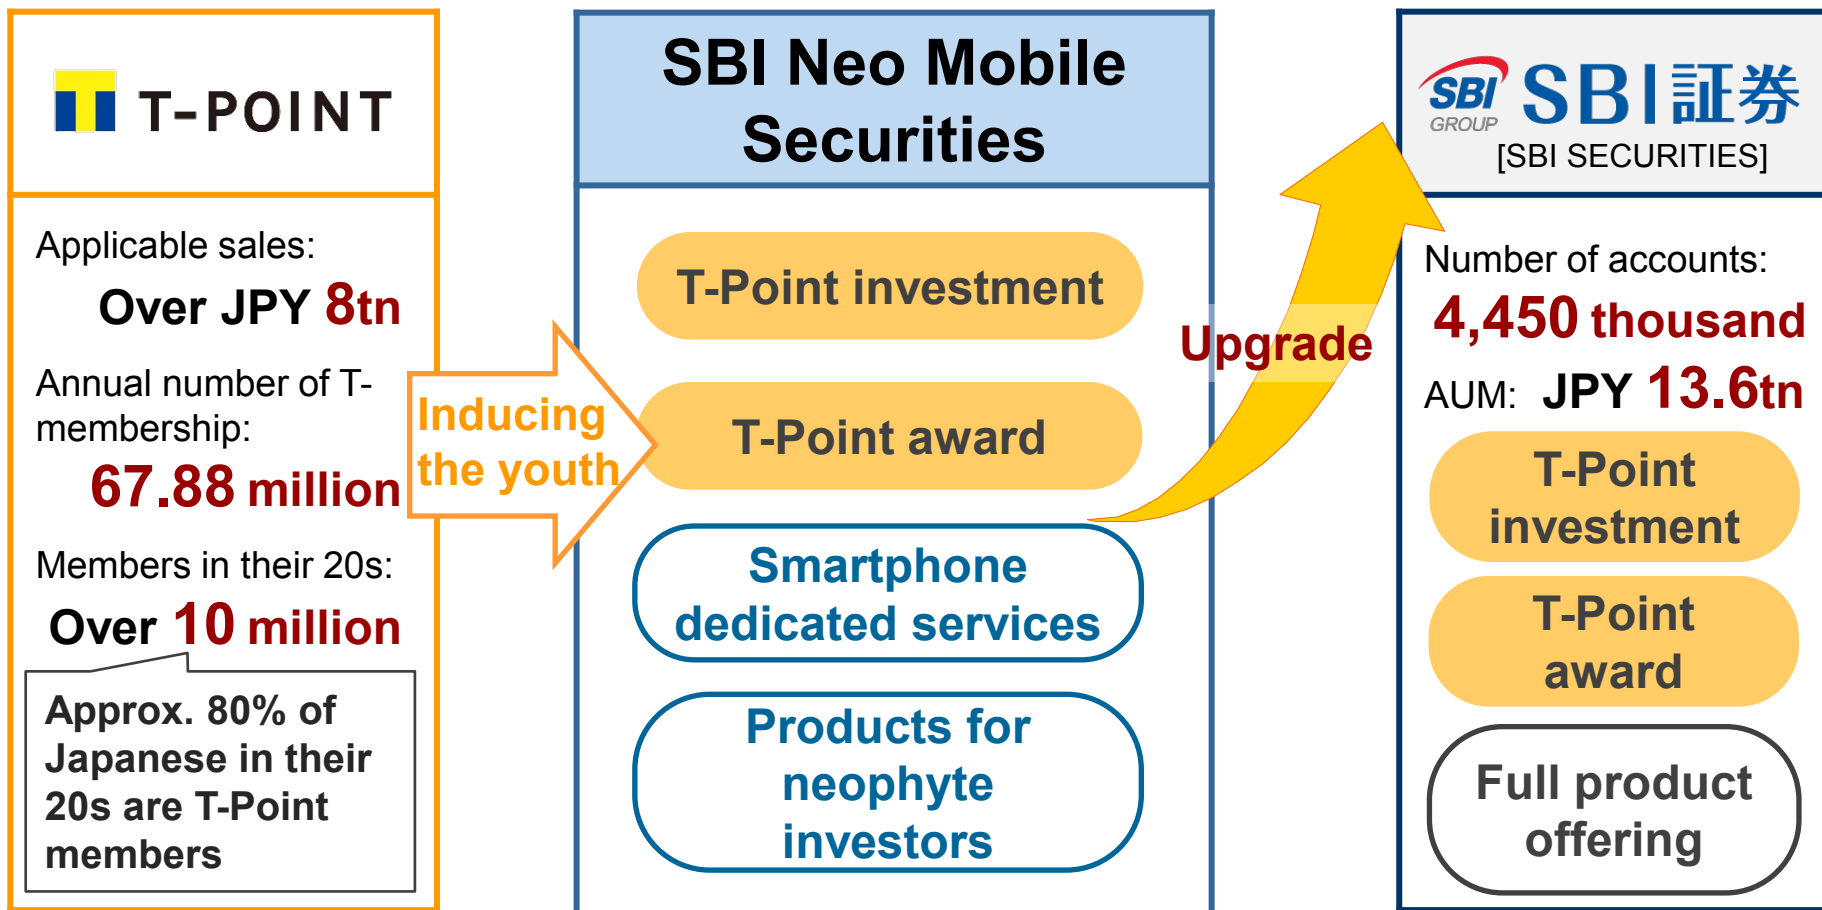 T-POINT
Applicable sales:
Over JPY 8tn
Annual number of T-
membership:
67.88 million
Members in their 20s:
Over 10 million
Approx. 80% of
Japanese in their
20s are T-Point
members
Inducing
the youth
SBI Neo Mobile
Securities
T-Point investment
T-Point award
Smartphone
dedicated services
Products for
neophyte
investors
Upgrade
SBI
GROUP
SBI証券
[SBI SECURITIES]
Number of accounts:
4,450 thousand
AUM: JPY 13.6tn
T-Point
investment
T-Point
award
Full product
offering